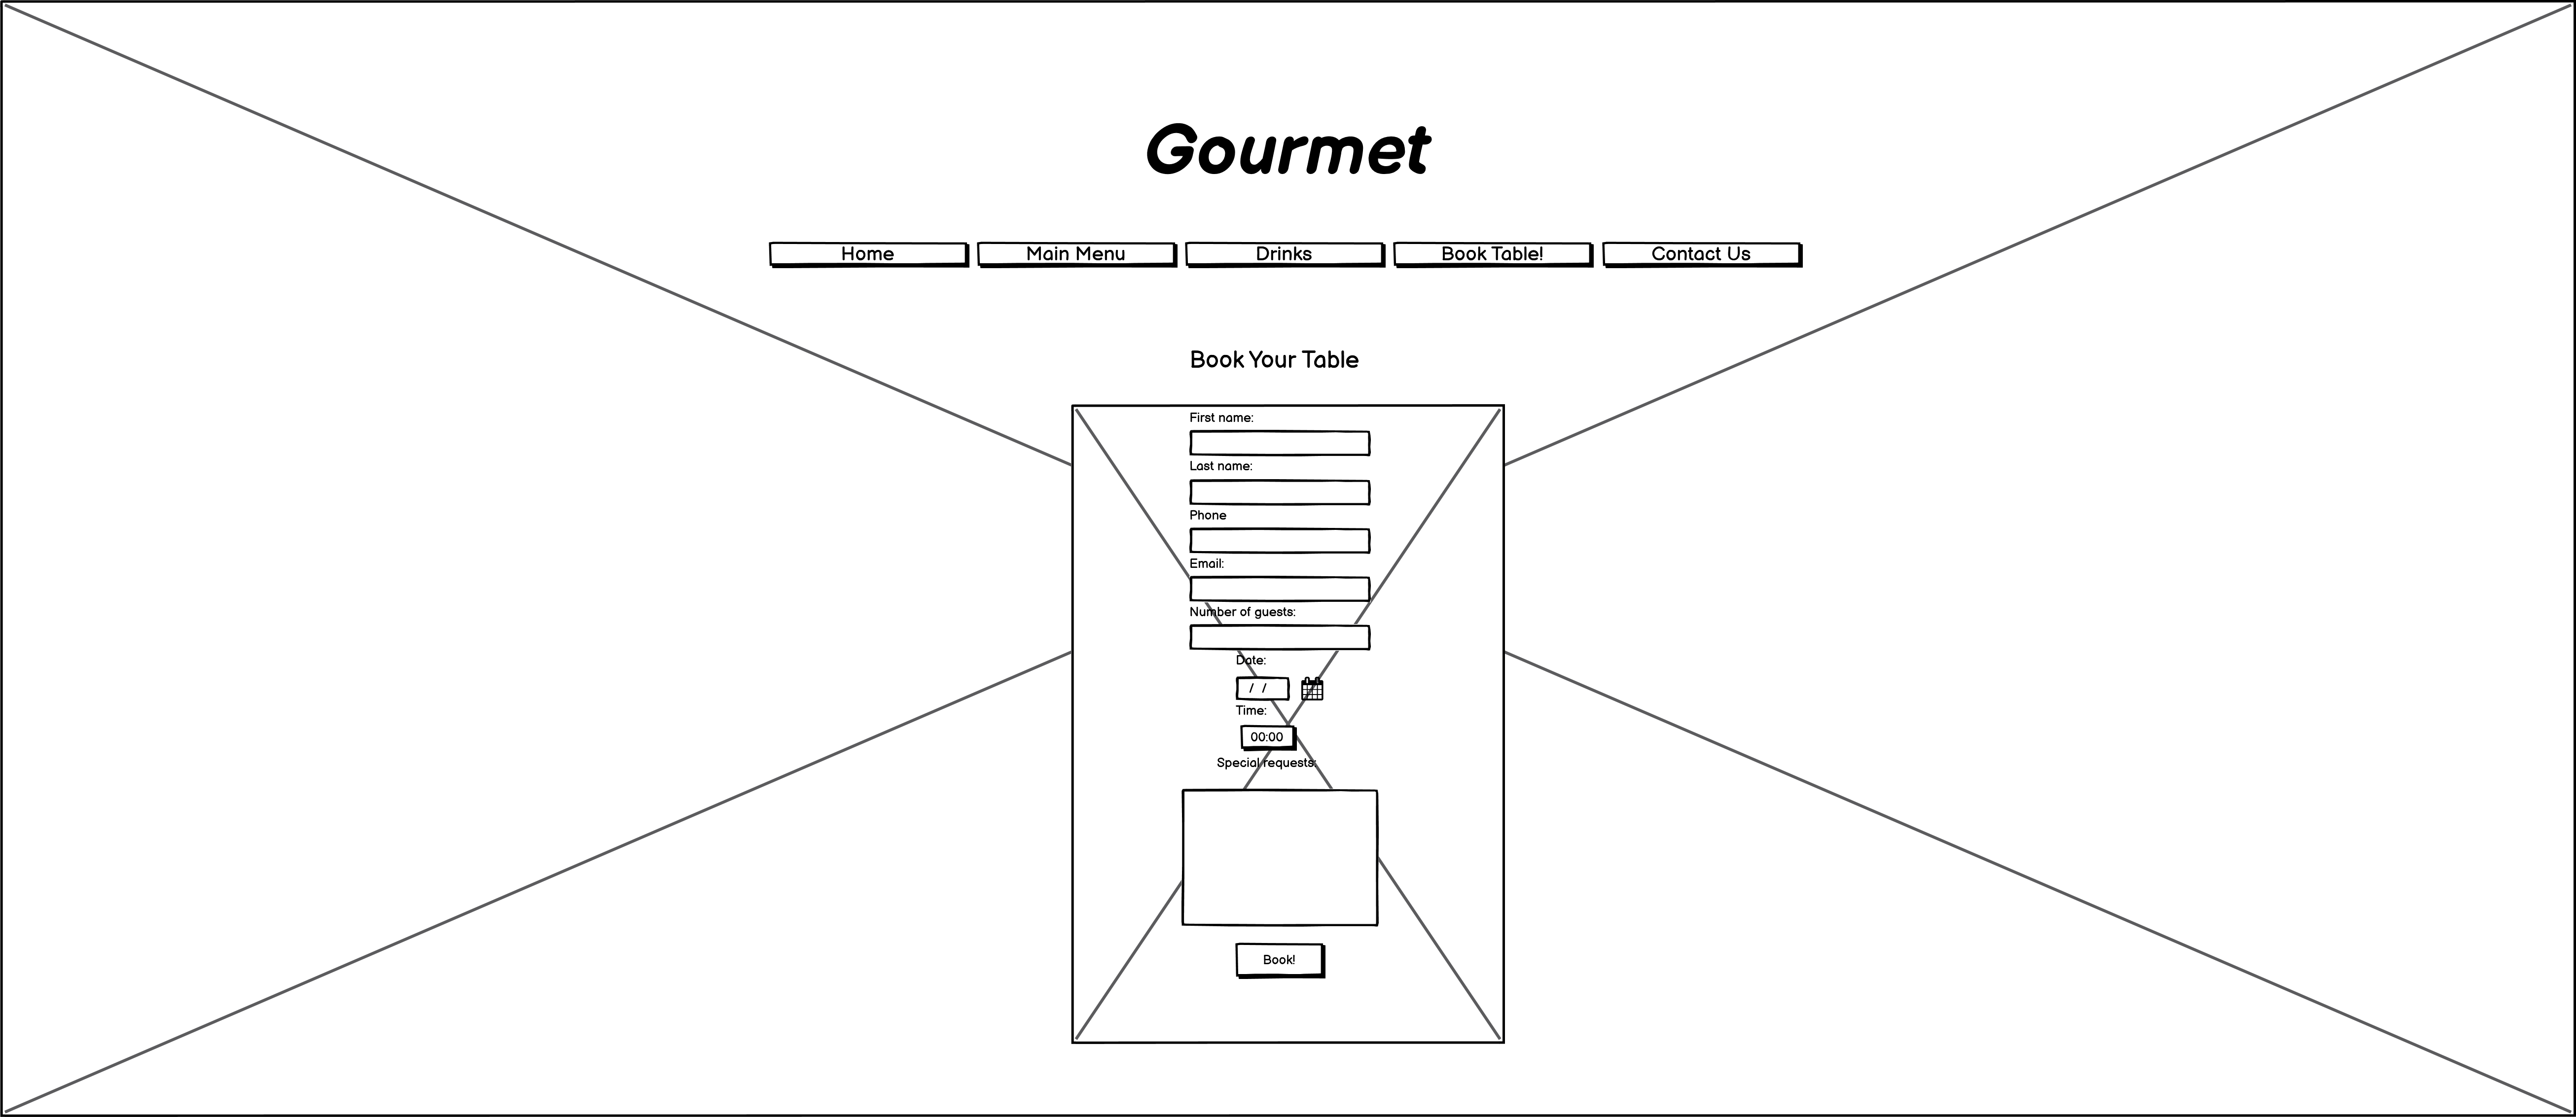 Gourmet
Home Main Menu Drinks Book Table! Contact Us
Book Your Table
First name:
Last name:
Phone
Email:
Number of guests:
Date:
/ /
Time:
00:00
Special requests:
Book!